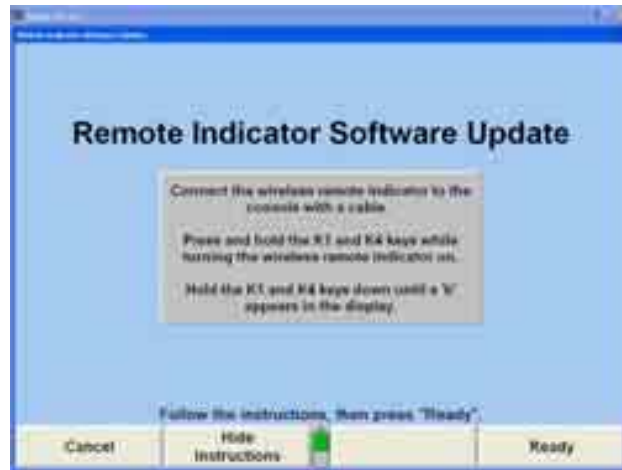 Remote Indicator Software Update
Connect the wireless remote indicator to the
console with a cable
Press and hold the K1 and K4 keys while
turning the wireless remote indicator on.
Hold the K1 and K4 keys down until a
appears in the display.
Follow the instructions, then press "Ready".
Cancel
Hide
Instructions
Ready